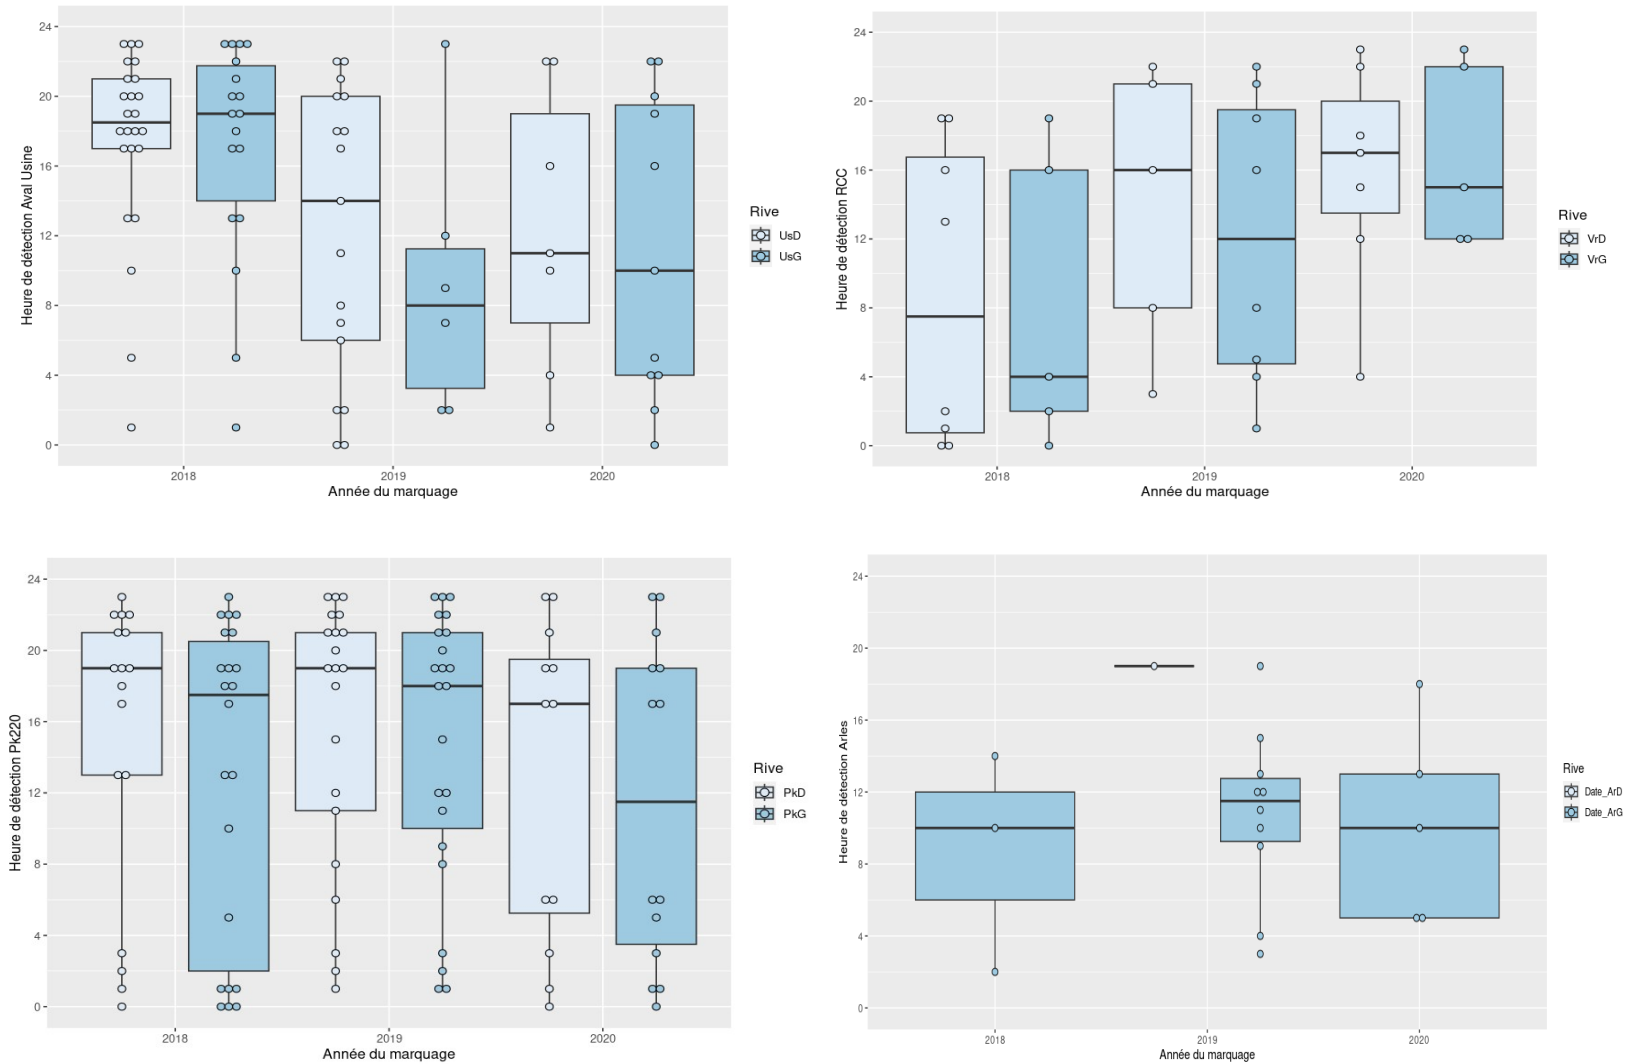 24
20
16
12
8
4
0
2018
2019
2020
Heure de détection Aval Usine
Année du marquage
Rive
UsD
UsG
24
20
16
12
8
4
0
2018
2019
2020
Heure de détection RCC
Année du marquage
Rive
VrD
VrG
24
20
16
12
8
4
0
2018
2019
2020
Heure de détection Pk220
Année du marquage
Rive
PkD
PkG
24
20
16
12
8
4
0
2018
2019
2020
Heure de détection Arles
Année du marquage
Rive
Date_ArD
Date_ArG